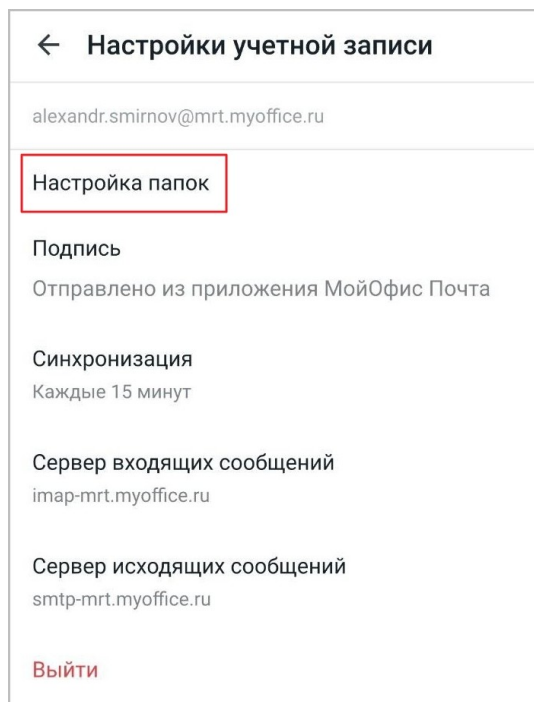 Настройки учетной записи
alexandr.smirnov@mrt.myoffice.ru
Настройка папок
Подпись
Отправлено из приложения МойОфис Почта
Синхронизация
Каждые 15 минут
Сервер входящих сообщений
imap-mrt.myoffice.ru
Сервер исходящих сообщений
smtp-mrt.myoffice.ru
Выйти